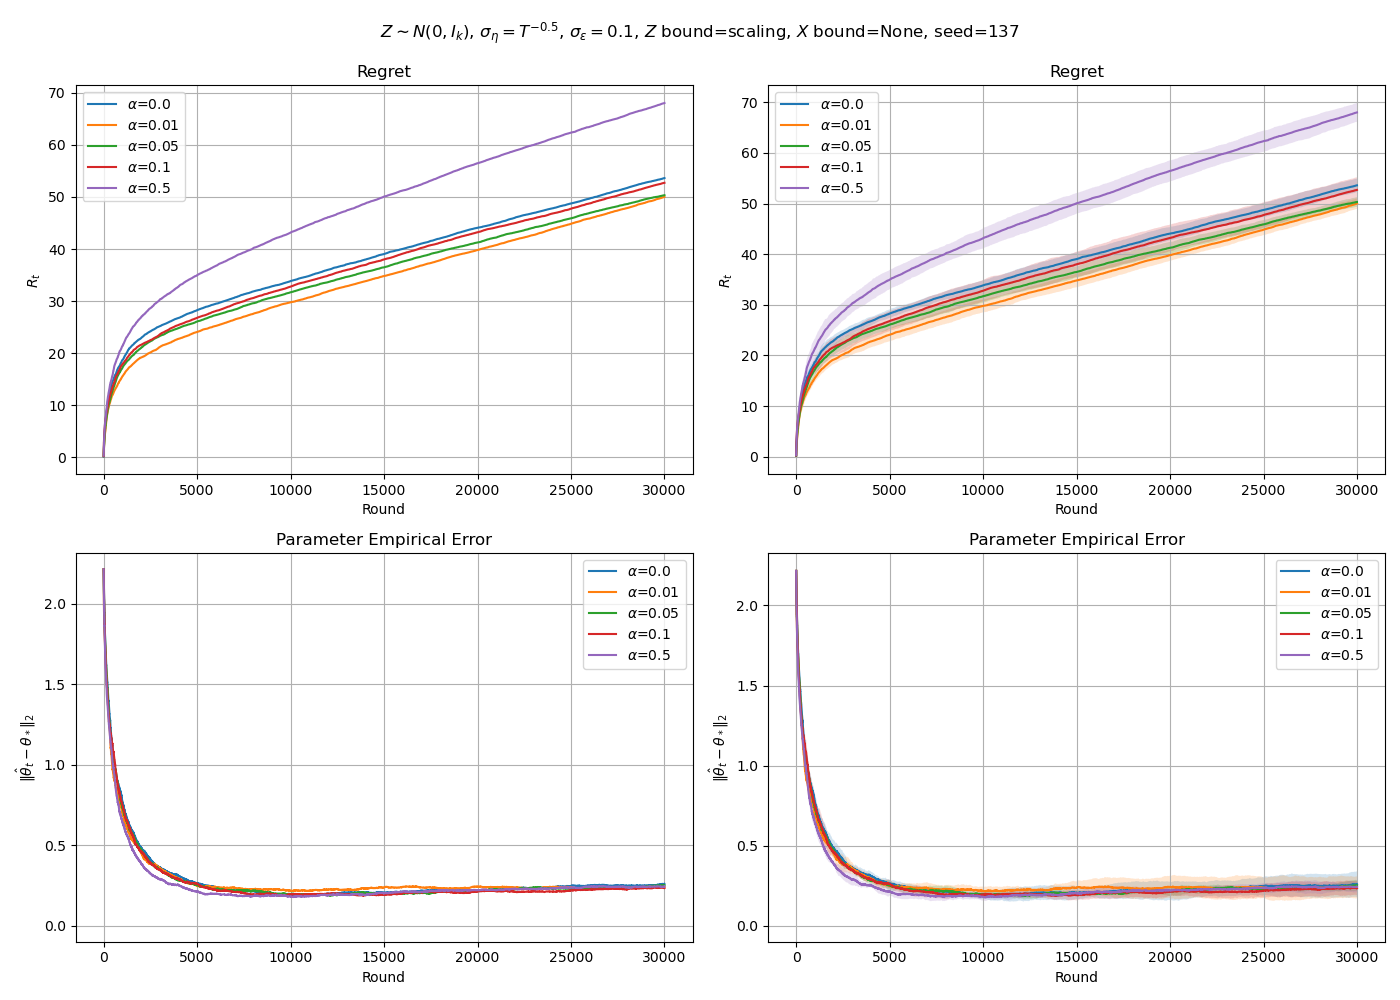 Z ~ N(0, I_k), σ_η = T^{-0.5}, σ_ε = 0.1, Z bound=scaling, X bound=None, seed=137
Regret
R_t
70
60
50
40
30
20
10
0
α=0.0
α=0.01
α=0.05
α=0.1
α=0.5
0 5000 10000 15000 20000 25000 30000
Round
Regret
R_t
70
60
50
40
30
20
10
0
α=0.0
α=0.01
α=0.05
α=0.1
α=0.5
0 5000 10000 15000 20000 25000 30000
Round
Parameter Empirical Error
‖θ̂_t − θ_*‖_2
2.0
1.5
1.0
0.5
0.0
α=0.0
α=0.01
α=0.05
α=0.1
α=0.5
0 5000 10000 15000 20000 25000 30000
Round
Parameter Empirical Error
‖θ̂_t − θ_*‖_2
2.0
1.5
1.0
0.5
0.0
α=0.0
α=0.01
α=0.05
α=0.1
α=0.5
0 5000 10000 15000 20000 25000 30000
Round